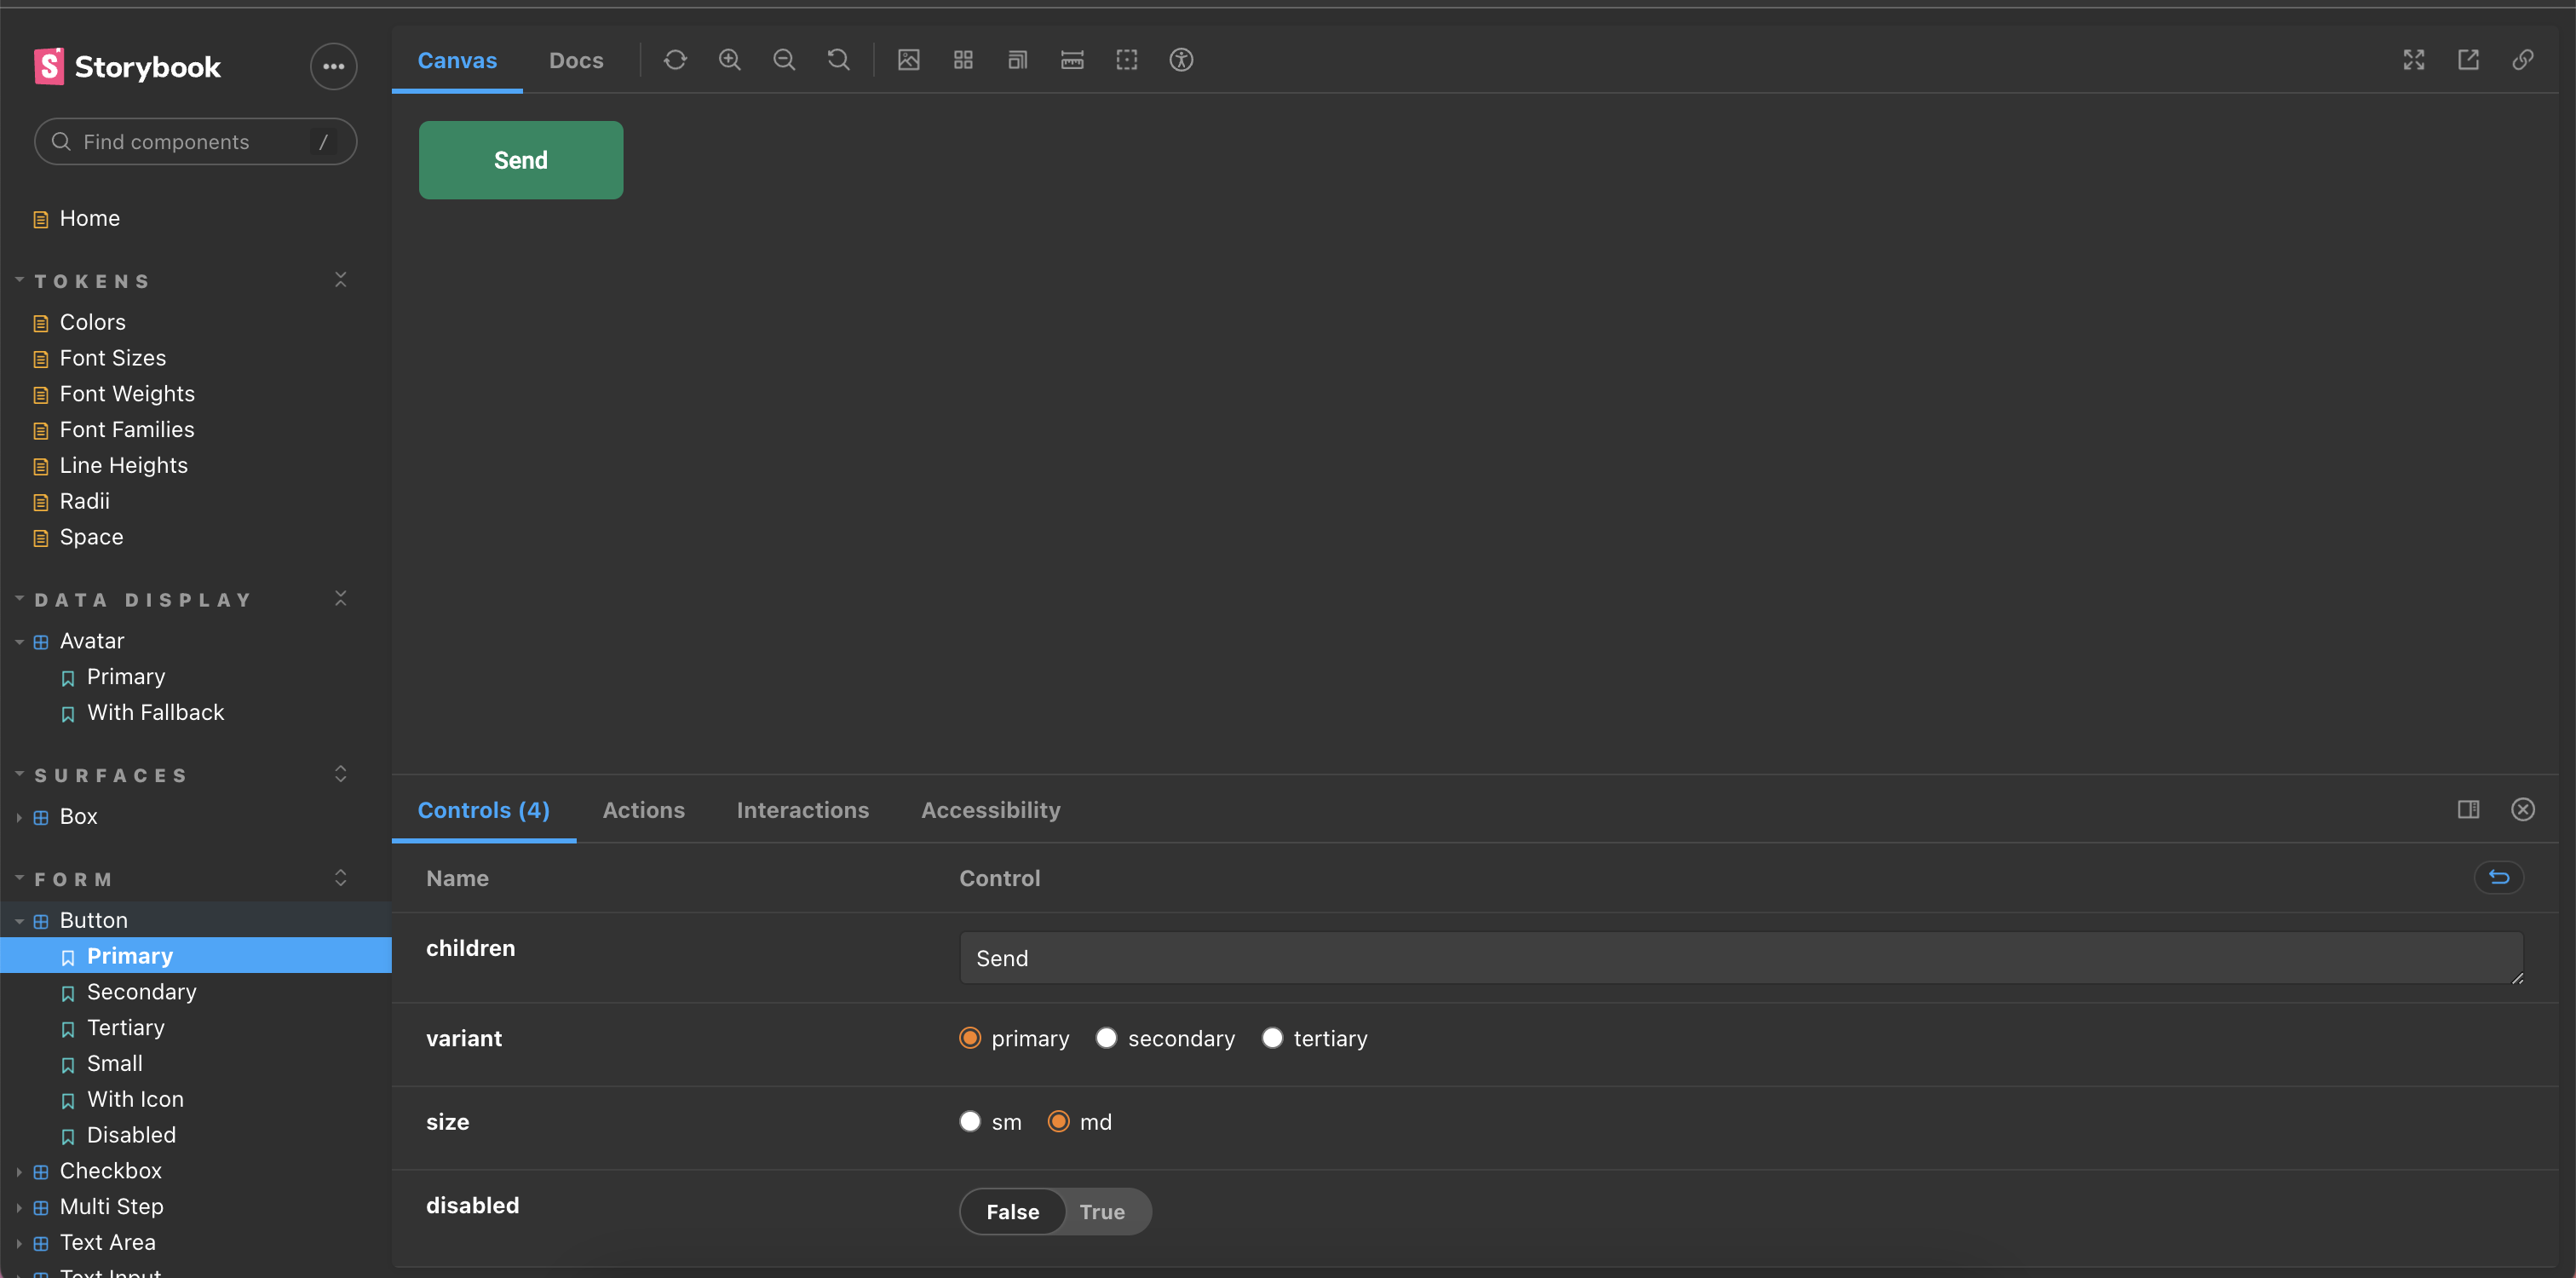 Storybook
Find components /
Home
TOKENS
Colors
Font Sizes
Font Weights
Font Families
Line Heights
Radii
Space
DATA DISPLAY
Avatar
Primary
With Fallback
SURFACES
Box
FORM
Button
Primary
Secondary
Tertiary
Small
With Icon
Disabled
Checkbox
Multi Step
Text Area
Text Input
Canvas Docs
Send
Controls (4) Actions Interactions Accessibility
Name Control
children Send
variant primary secondary tertiary
size sm md
disabled False True